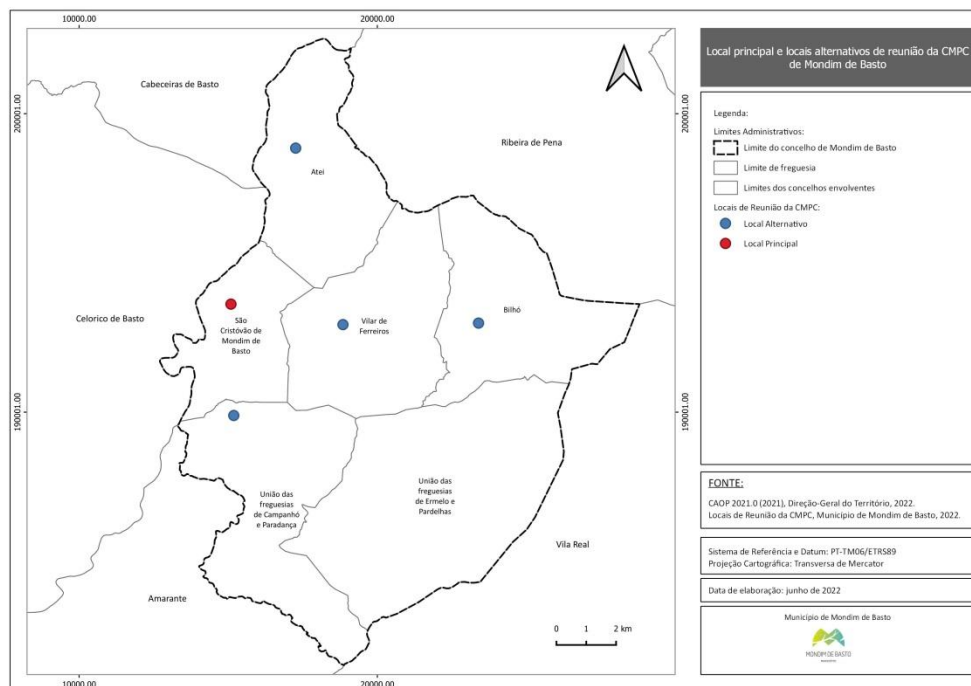 10000.00
20000.00
200001.00
200001.00
190001.00
190001.00
10000.00
20000.00
Cabeceiras de Basto
Ribeira de Pena
Atei
Celorico de Basto
São
Cristóvão de
Mondim de
Basto
Vilar de
Ferreiros
Bilhó
União das
freguesias
de Campanhó
e Paradança
União das
freguesias
de Ermelo e
Pardelhas
Vila Real
Amarante
0 1 2 km
Local principal e locais alternativos de reunião da CMPC
de Mondim de Basto
Legenda:
Limites Administrativos:
Limite do concelho de Mondim de Basto
Limite de freguesia
Limites dos concelhos envolventes
Locais de Reunião da CMPC:
Local Alternativo
Local Principal
FONTE:
CAOP 2021.0 (2021), Direção-Geral do Território, 2022.
Locais de Reunião da CMPC, Município de Mondim de Basto, 2022.
Sistema de Referência e Datum: PT-TM06/ETRS89
Projeção Cartográfica: Transversa de Mercator
Data de elaboração: junho de 2022
Município de Mondim de Basto
MONDIM DE BASTO